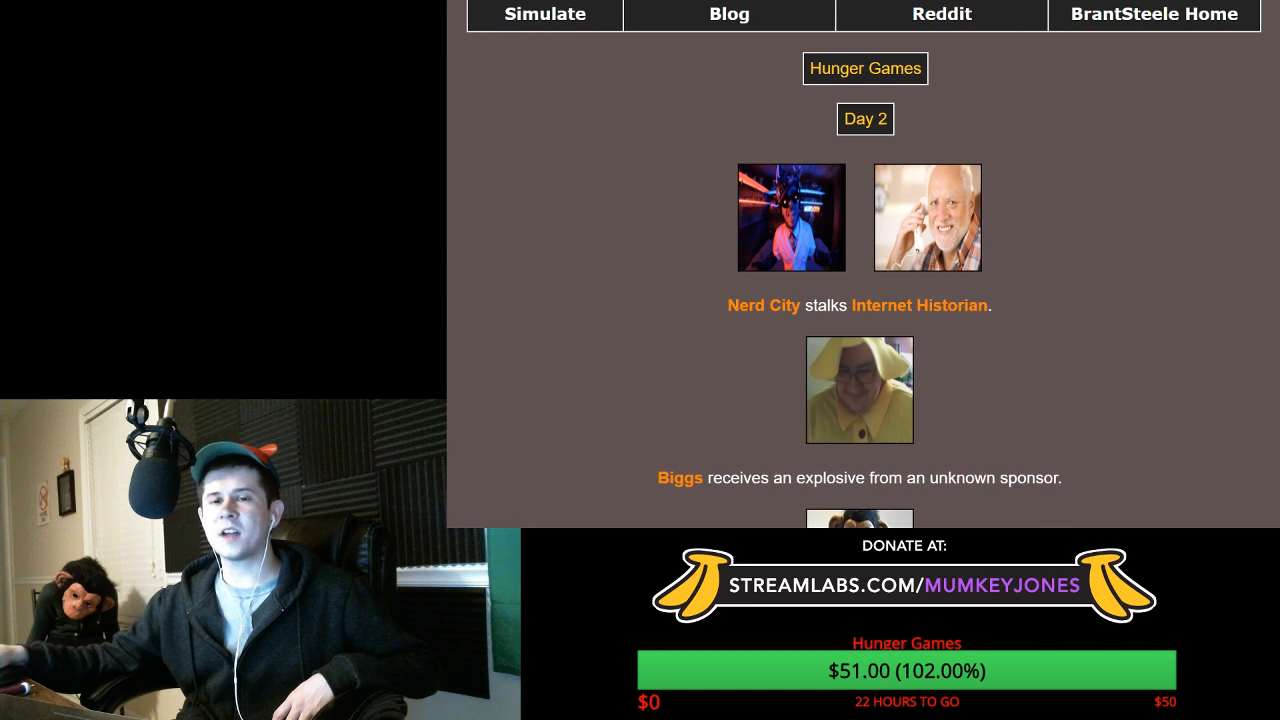 Simulate Blog Reddit BrantSteele Home
Hunger Games
Day 2
Nerd City stalks Internet Historian.
Biggs receives an explosive from an unknown sponsor.
DONATE AT:
STREAMLABS.COM/MUMKEYJONES
Hunger Games
$51.00 (102.00%)
$0 22 HOURS TO GO $50